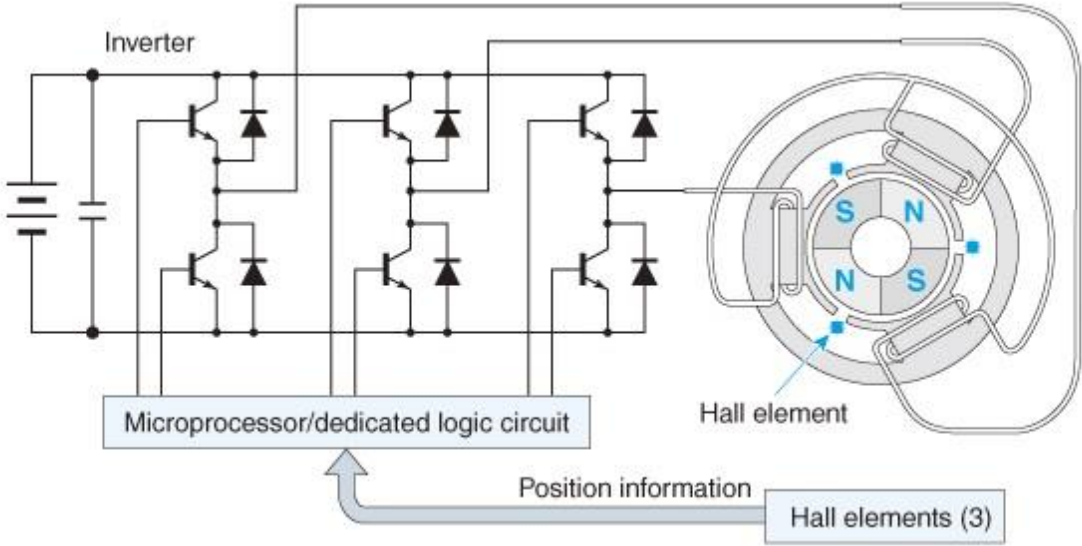 Inverter
S N
N S
Hall element
Microprocessor/dedicated logic circuit
Position information
Hall elements (3)